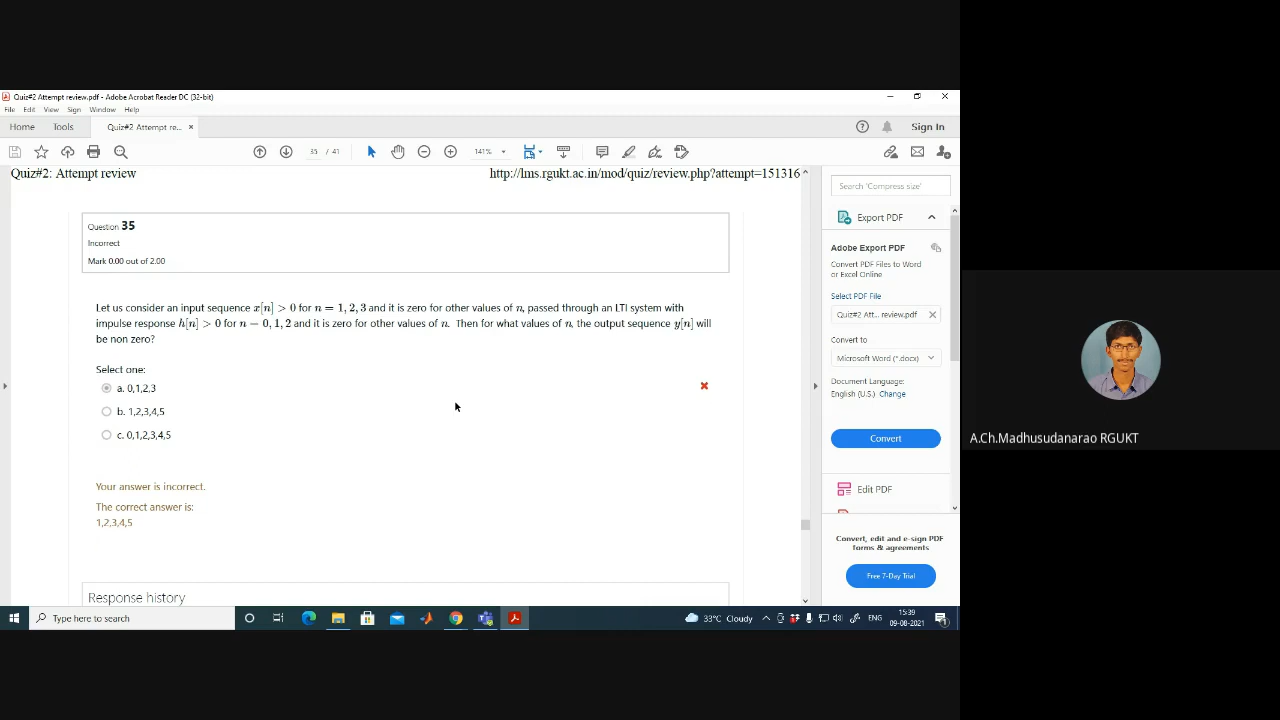 Quiz#2 Attempt review.pdf - Adobe Acrobat Reader DC (32-bit)
File Edit View Sign Window Help
Home Tools Quiz#2 Attempt re... × Sign In
35 / 41 141%
Quiz#2: Attempt review http://lms.rgukt.ac.in/mod/quiz/review.php?attempt=151316
Question 35
Incorrect
Mark 0.00 out of 2.00
Let us consider an input sequence x[n] > 0 for n = 1, 2, 3 and it is zero for other values of n, passed through an LTI system with
impulse response h[n] > 0 for n = 0, 1, 2 and it is zero for other values of n. Then for what values of n, the output sequence y[n] will
be non zero?
Select one:
a. 0,1,2,3
b. 1,2,3,4,5
c. 0,1,2,3,4,5
Your answer is incorrect.
The correct answer is:
1,2,3,4,5
Response history
Search 'Compress size'
Export PDF
Adobe Export PDF
Convert PDF Files to Word
or Excel Online
Select PDF File
Quiz#2 Att... review.pdf
Convert to
Microsoft Word (*.docx)
Document Language:
English (U.S.) Change
Convert
Edit PDF
Convert, edit and e-sign PDF
forms & agreements
Free 7-Day Trial
Type here to search
33°C Cloudy
ENG
15:39
09-08-2021
A.Ch.Madhusudanarao RGUKT